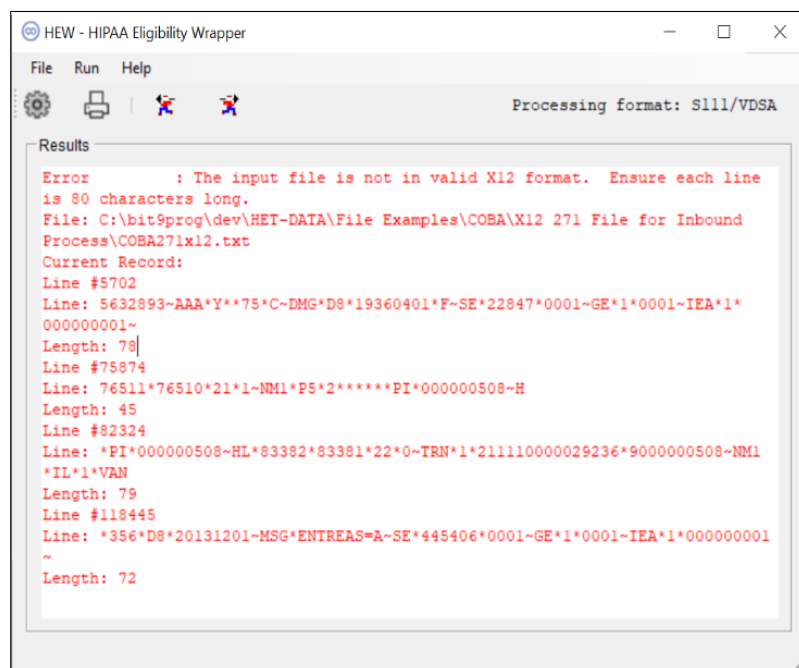 HEW - HIPAA Eligibility Wrapper
File Run Help
Processing format: S111/VDSA
Results
Error : The input file is not in valid X12 format. Ensure each line
is 80 characters long.
File: C:\bit9prog\dev\HET-DATA\File Examples\COBA\X12 271 File for Inbound
Process\COBA271x12.txt
Current Record:
Line #5702
Line: 5632893~AAA*Y**75*C~DMG*D8*19360401*F~SE*22847*0001~GE*1*0001~IEA*1*
000000001~
Length: 78
Line #75874
Line: 76511*76510*21*1~NM1*P5*2******PI*000000508~H
Length: 45
Line #82324
Line: *PI*000000508~HL*83382*83381*22*0~TRN*1*211110000029236*9000000508~NM1
*IL*1*VAN
Length: 79
Line #118445
Line: *356*D8*20131201~MSG*ENTREAS=A~SE*445406*0001~GE*1*0001~IEA*1*000000001
~
Length: 72